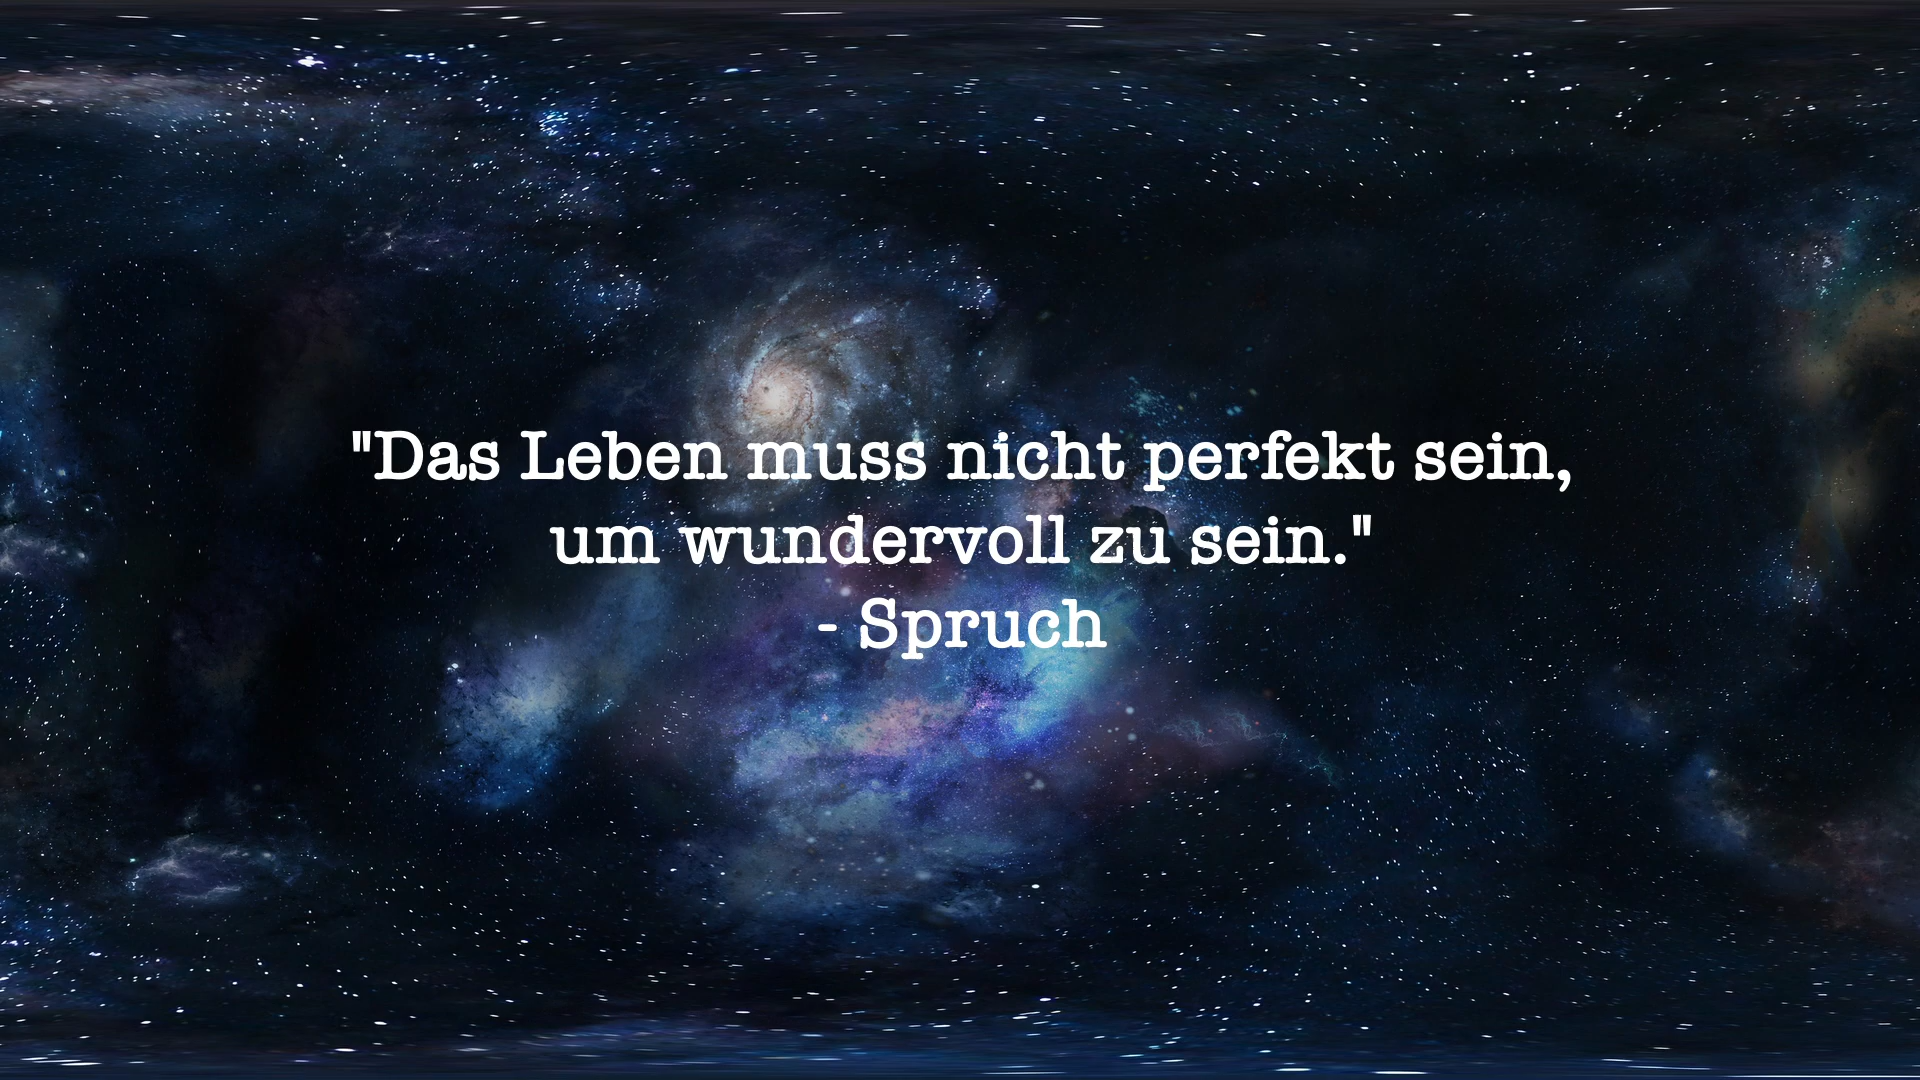 "Das Leben muss nicht perfekt sein,
um wundervoll zu sein."
- Spruch